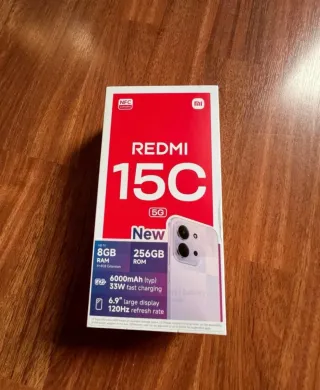 NFC
REDMI
15C
5G
New
8GB
RAM
256GB
ROM
6000mAh (typ)
33W fast charging
6.9" large display
120Hz refresh rate